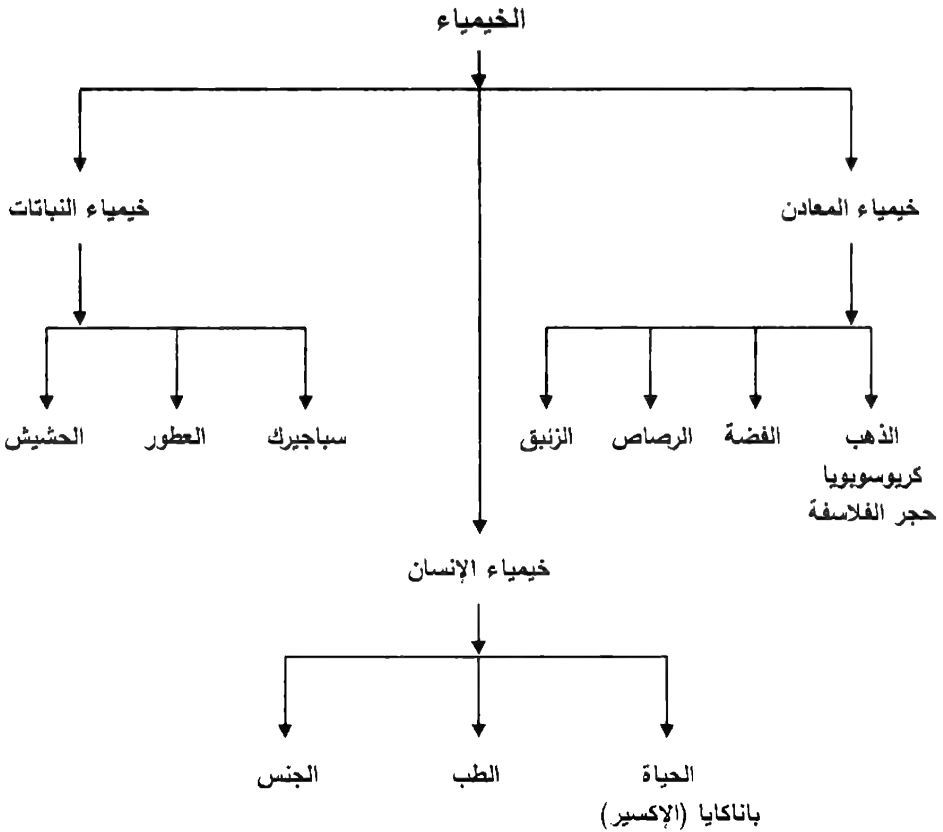 الخيمياء
خيمياء المعادن
خيمياء النباتات
الذهب
كريوسوبويا
حجر الفلاسفة
الفضة
الرصاص
الزئبق
سباجيرك
العطور
الحشيش
خيمياء الإنسان
الحياة
باناكايا (الإكسير)
الطب
الجنس